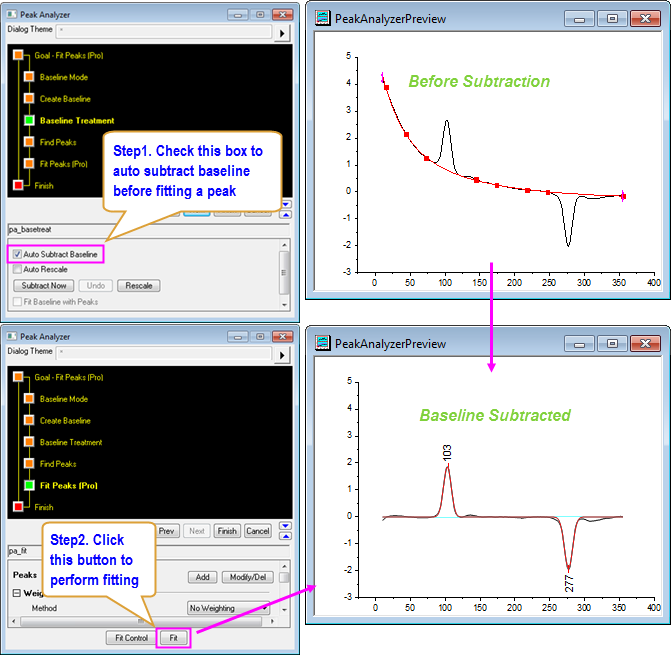 Peak Analyzer
Dialog Theme *
Goal - Fit Peaks (Pro)
Baseline Mode
Create Baseline
Baseline Treatment
Find Peaks
Fit Peaks (Pro)
Finish
Step1. Check this box to
auto subtract baseline
before fitting a peak
pa_basetreat
Auto Subtract Baseline
Auto Rescale
Subtract Now Undo Rescale
Fit Baseline with Peaks
PeakAnalyzerPreview
Before Subtraction
5
4
3
2
1
0
-1
-2
-3
0 50 100 150 200 250 300 350 400
Peak Analyzer
Dialog Theme *
Goal - Fit Peaks (Pro)
Baseline Mode
Create Baseline
Baseline Treatment
Find Peaks
Fit Peaks (Pro)
Finish
Prev Next Finish Cancel
Step2. Click
this button to
perform fitting
pa_fit
Peaks Add Modify/Del
Method No Weighting
Fit Control Fit
PeakAnalyzerPreview
Baseline Subtracted
5
4
3
2
1
0
-1
-2
-3
103
277
0 50 100 150 200 250 300 350 400